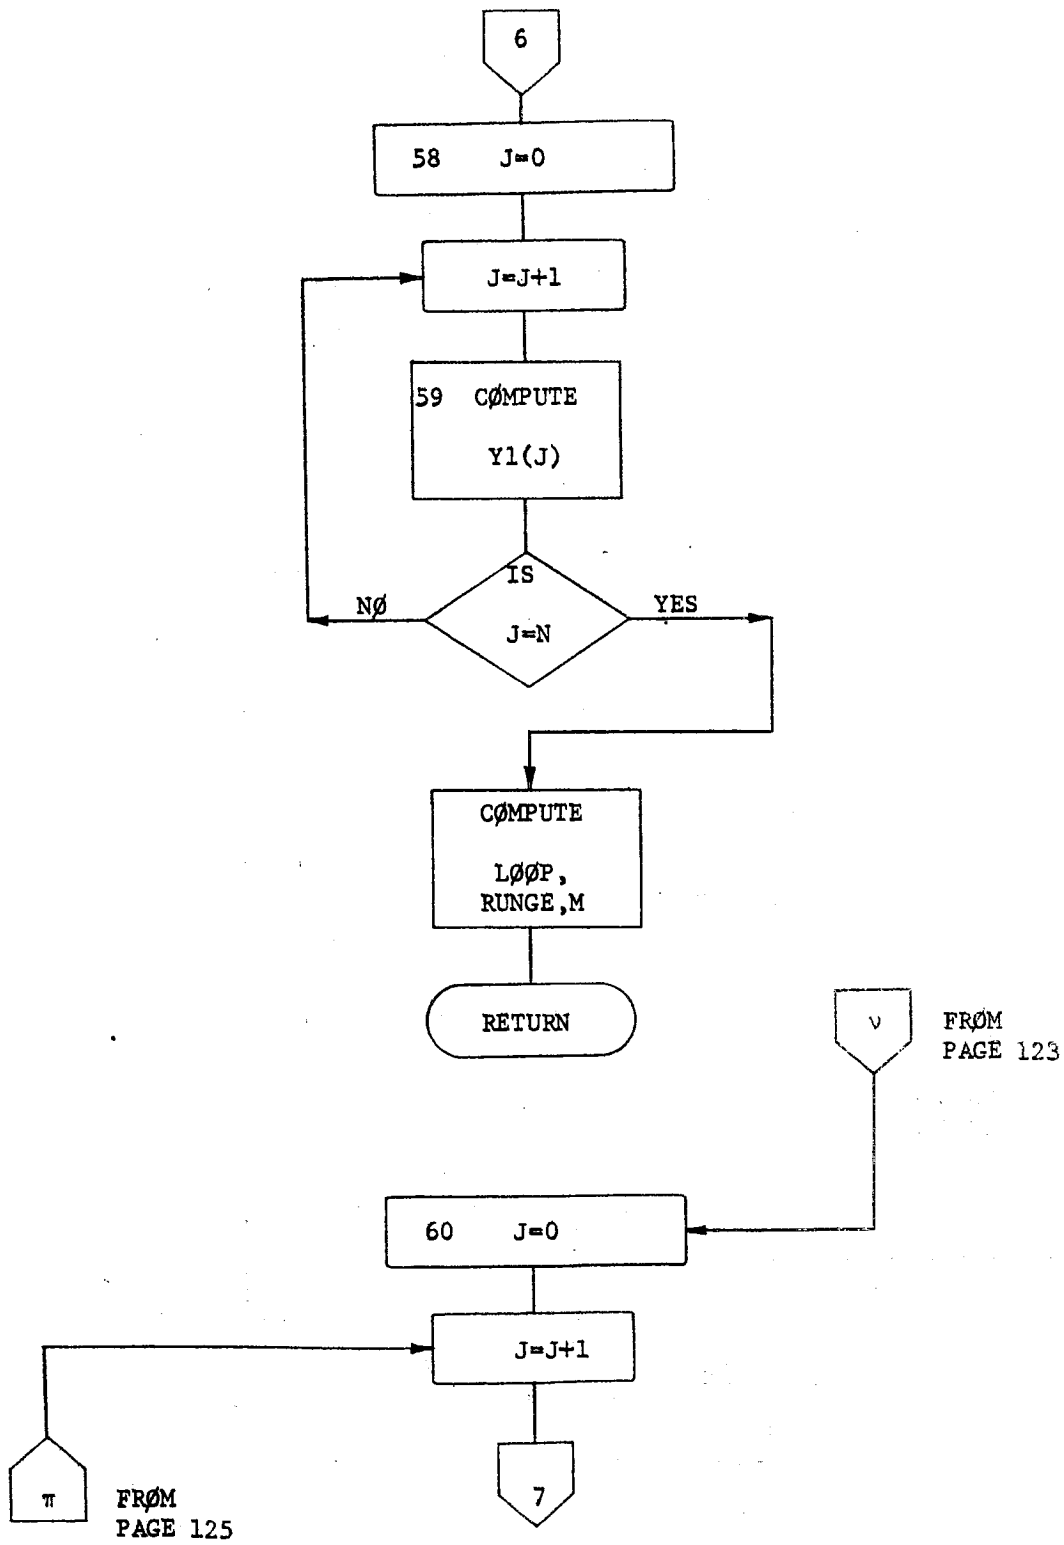 6
58 J=0
J=J+1
59 CØMPUTE
Y1(J)
IS
NØ
YES
J=N
CØMPUTE
LØØP,
RUNGE,M
RETURN
ν
FRØM
PAGE 123
60 J=0
J=J+1
π
FRØM
PAGE 125
7